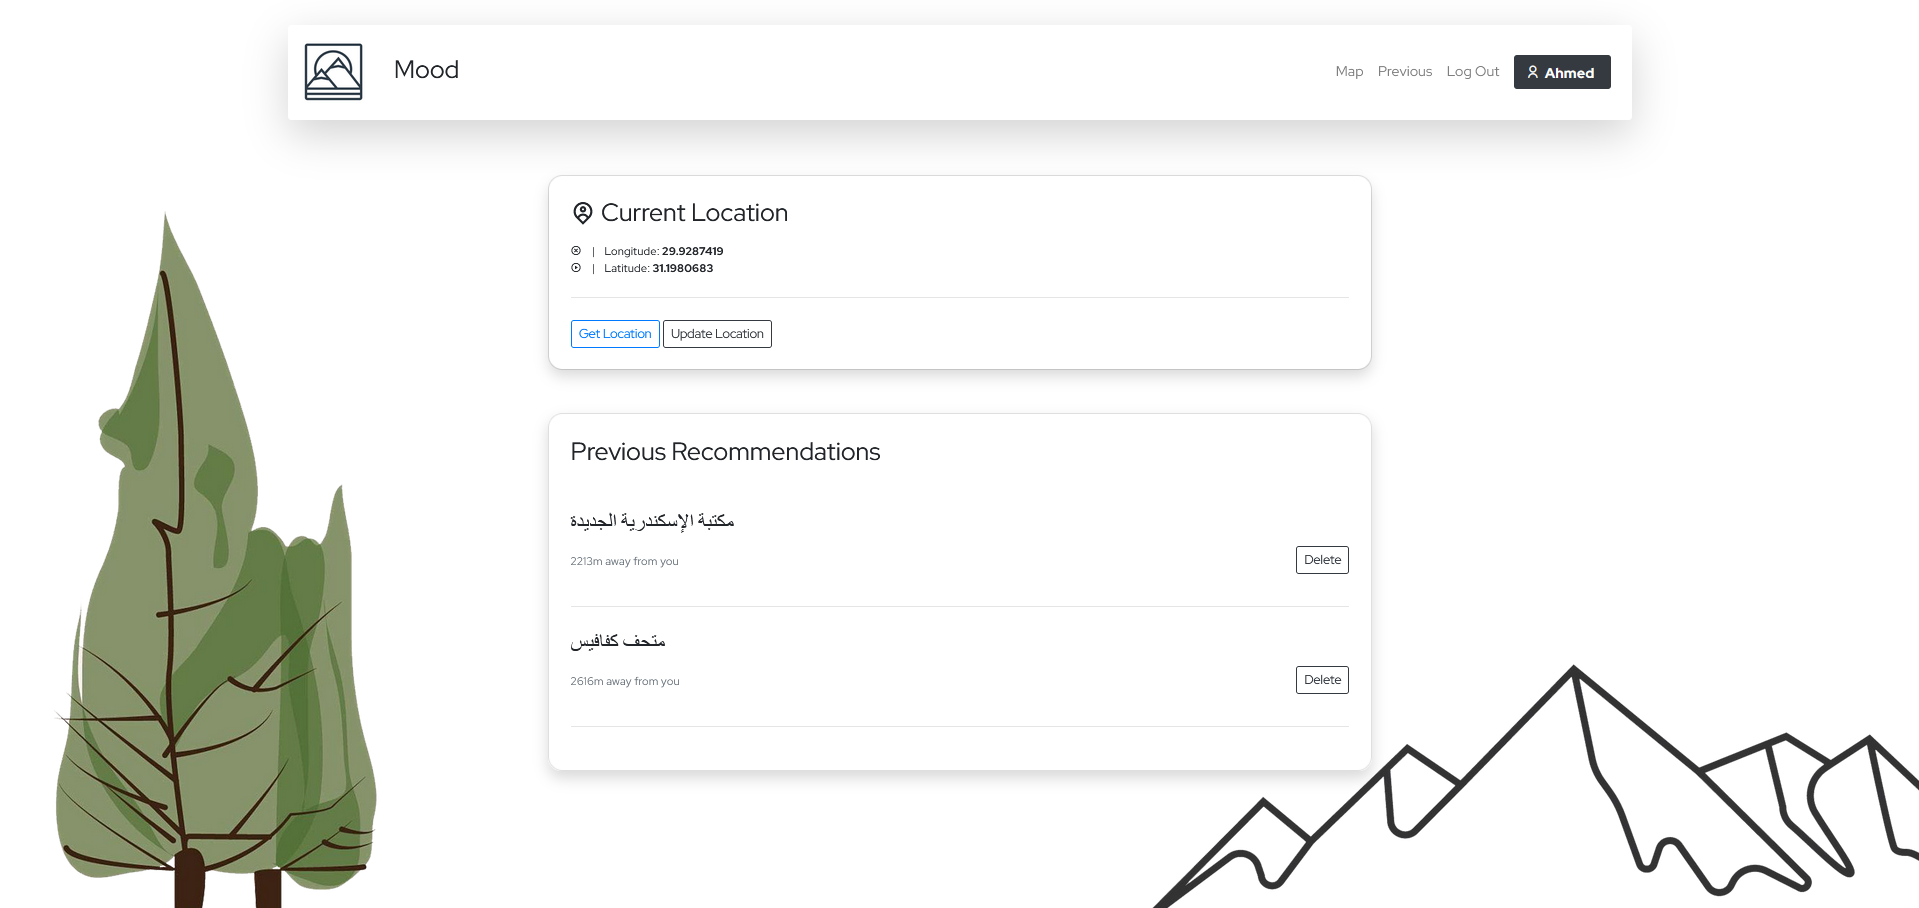 Mood
Map Previous Log Out Ahmed
Current Location
| Longitude: 29.9287419
| Latitude: 31.1980683
Get Location Update Location
Previous Recommendations
مكتبة الإسكندرية الجديدة
2213m away from you
Delete
متحف كفافيس
2616m away from you
Delete